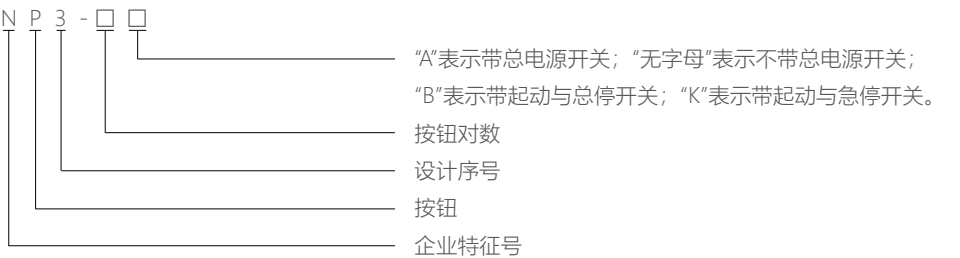 N P 3 - □ □
“A”表示带总电源开关；“无字母”表示不带总电源开关；
“B”表示带起动与总停开关；“K”表示带起动与急停开关。
按钮对数
设计序号
按钮
企业特征号